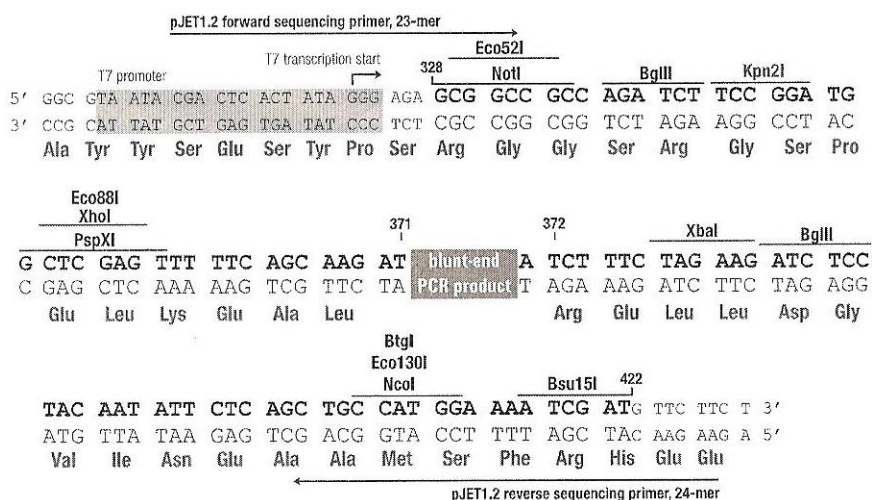 pJET1.2 forward sequencing primer, 23-mer
Eco52I
T7 promoter T7 transcription start 328 NotI BglII Kpn2I
5′ GGC GTA ATA CGA CTC ACT ATA GGG AGA GCG GCC GCC AGA TCT TCC GGA TG
3′ CCG CAT TAT GCT GAG TGA TAT CCC TCT CGC CGG CGG TCT AGA AGG CCT AC
Ala Tyr Tyr Ser Glu Ser Tyr Pro Ser Arg Gly Gly Ser Arg Gly Ser Pro
Eco88I
XhoI 371 372
PspXI XbaI BglII
G CTC GAG TTT TTC AGC AAG AT blunt-end A TCT TTC TAG AAG ATC TCC
C GAG CTC AAA AAG TCG TTC TA PCR product T AGA AAG ATC TTC TAG AGG
Glu Leu Lys Glu Ala Leu Arg Glu Leu Leu Asp Gly
BtgI
Eco130I
NcoI Bsu15I 422
TAC AAT ATT CTC AGC TGC CAT GGA AAA TCG ATG TTC TTC T 3′
ATG TTA TAA GAG TCG ACG GTA CCT TTT AGC TAC AAG AAG A 5′
Val Ile Asn Glu Ala Ala Met Ser Phe Arg His Glu Glu
pJET1.2 reverse sequencing primer, 24-mer